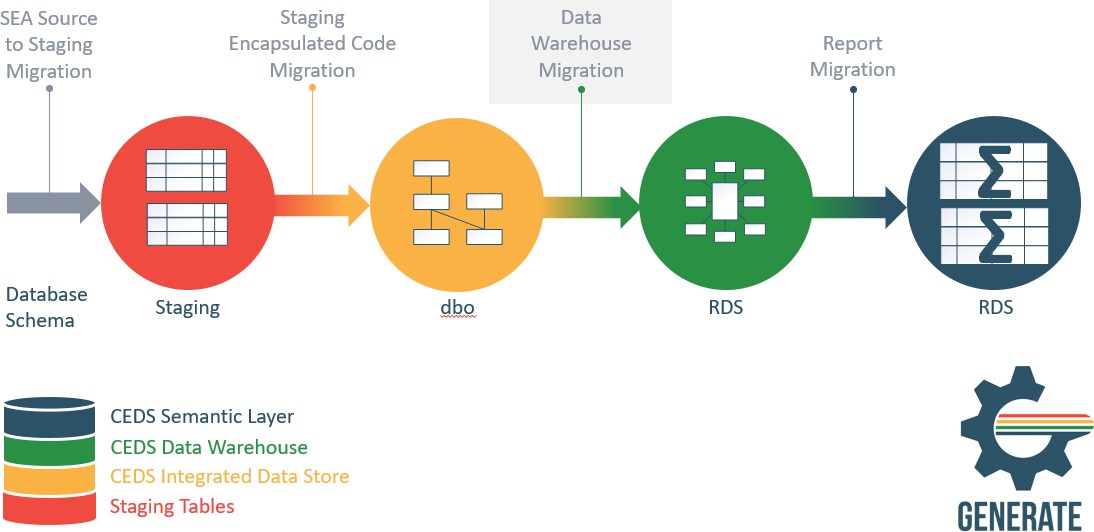 SEA Source
to Staging
Migration
Staging
Encapsulated Code
Migration
Data
Warehouse
Migration
Report
Migration
Σ
Σ
Database
Schema
Staging
dbo
RDS
RDS
CEDS Semantic Layer
CEDS Data Warehouse
CEDS Integrated Data Store
Staging Tables
GENERATE